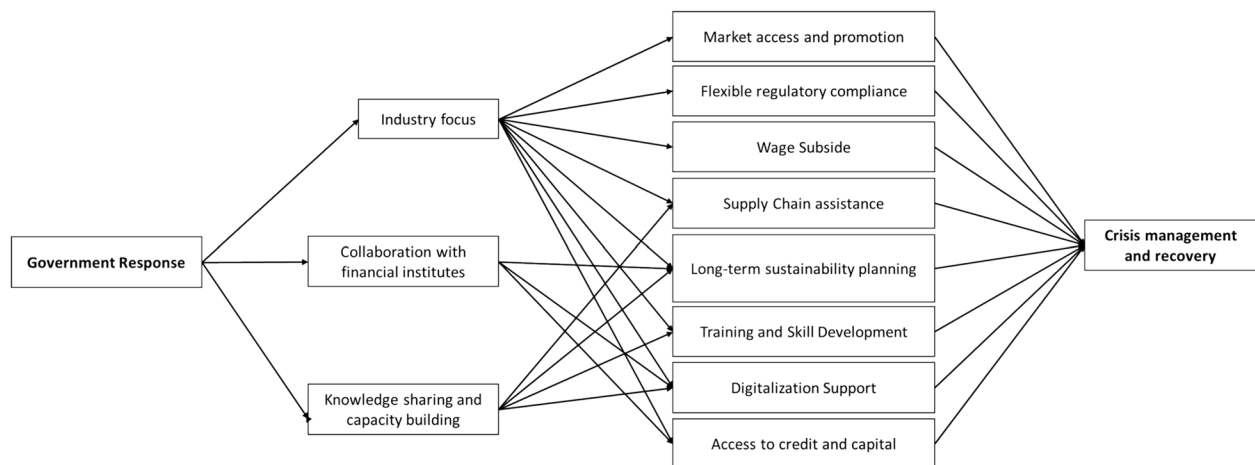 Government Response
Industry focus
Collaboration with
financial institutes
Knowledge sharing and
capacity building
Market access and promotion
Flexible regulatory compliance
Wage Subside
Supply Chain assistance
Long-term sustainability planning
Training and Skill Development
Digitalization Support
Access to credit and capital
Crisis management
and recovery